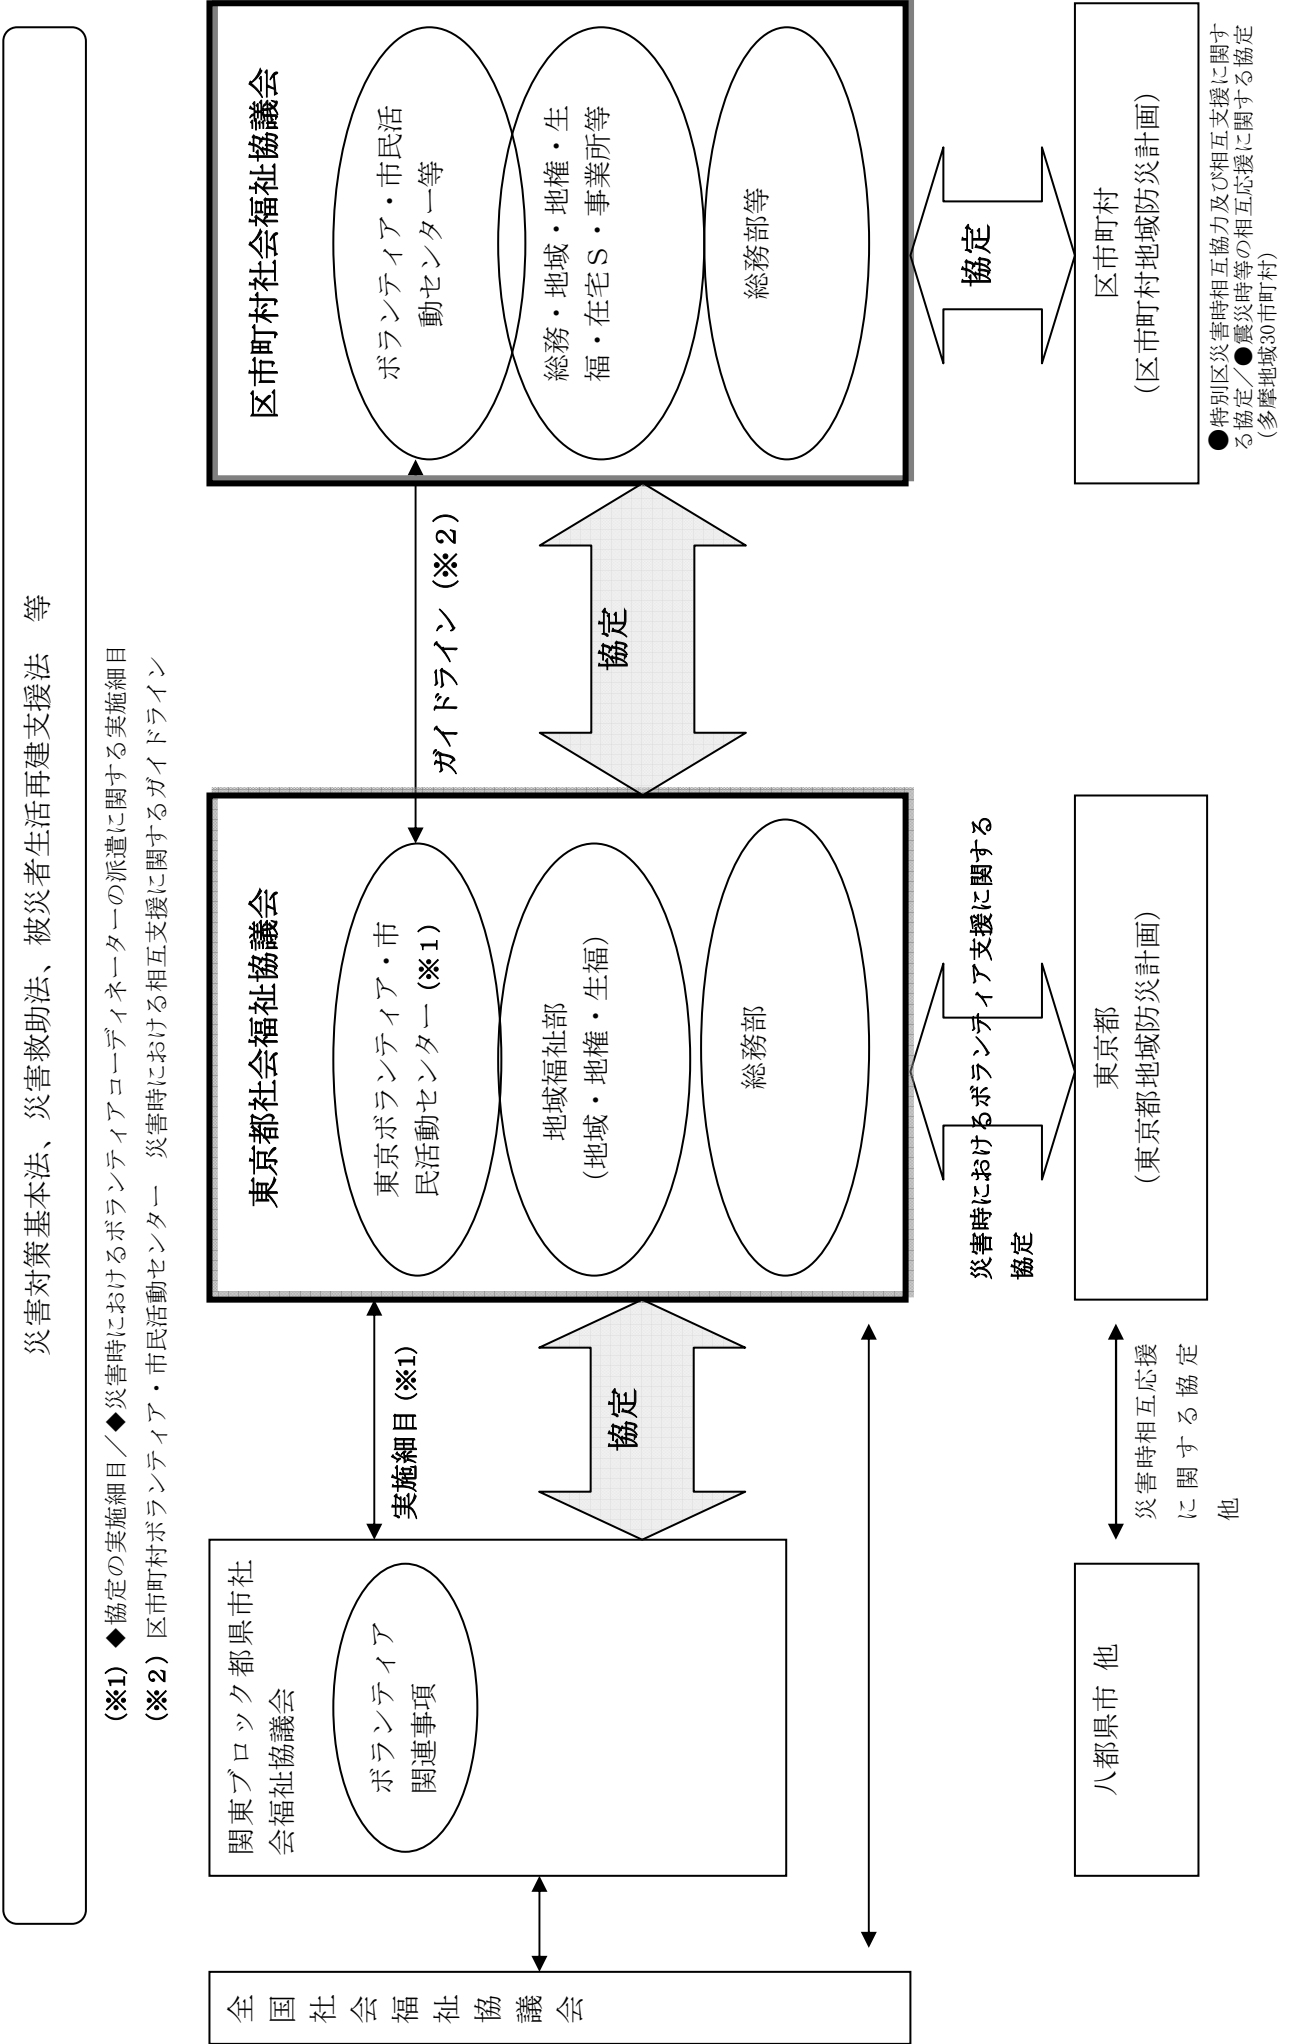 災害対策基本法、災害救助法、被災者生活再建支援法　等
(※1) ◆協定の実施細目／◆災害時におけるボランティアコーディネーターの派遣に関する実施細目
(※２) 区市町村ボランティア・市民活動センター　災害時における相互支援に関するガイドライン
全国社会福祉協議会
関東ブロック都県市社
会福祉協議会
ボランティア
関連事項
実施細目 (※1)
協定
東京都社会福祉協議会
東京ボランティア・市
民活動センター (※１)
地域福祉部
(地域・地権・生福)
総務部
ガイドライン (※２)
協定
区市町村社会福祉協議会
ボランティア・市民活
動センター等
総務・地域・地権・生
福・在宅Ｓ・事業所等
総務部等
災害時におけるボランティア支援に関する
協定
協定
八都県市 他
災害時相互応援
に関する協定
他
東京都
(東京都地域防災計画)
区市町村
(区市町村地域防災計画)
●特別区災害時相互協力及び相互支援に関す
る協定／●震災時等の相互応援に関する協定
(多摩地域30市町村)